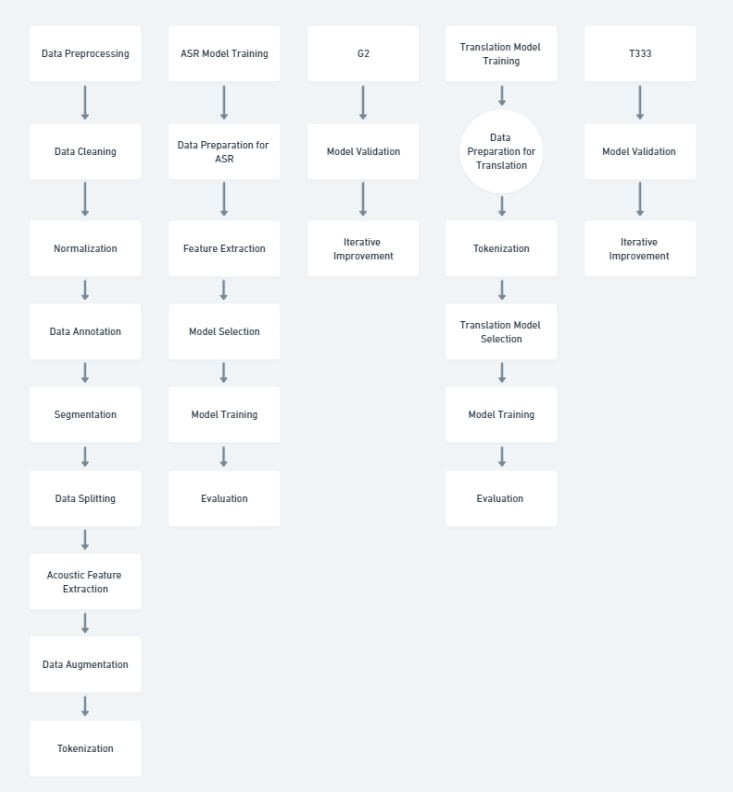 Data Preprocessing
Data Cleaning
Normalization
Data Annotation
Segmentation
Data Splitting
Acoustic Feature
Extraction
Data Augmentation
Tokenization
ASR Model Training
Data Preparation for
ASR
Feature Extraction
Model Selection
Model Training
Evaluation
G2
Model Validation
Iterative
Improvement
Translation Model
Training
Data
Preparation for
Translation
Tokenization
Translation Model
Selection
Model Training
Evaluation
T333
Model Validation
Iterative
Improvement